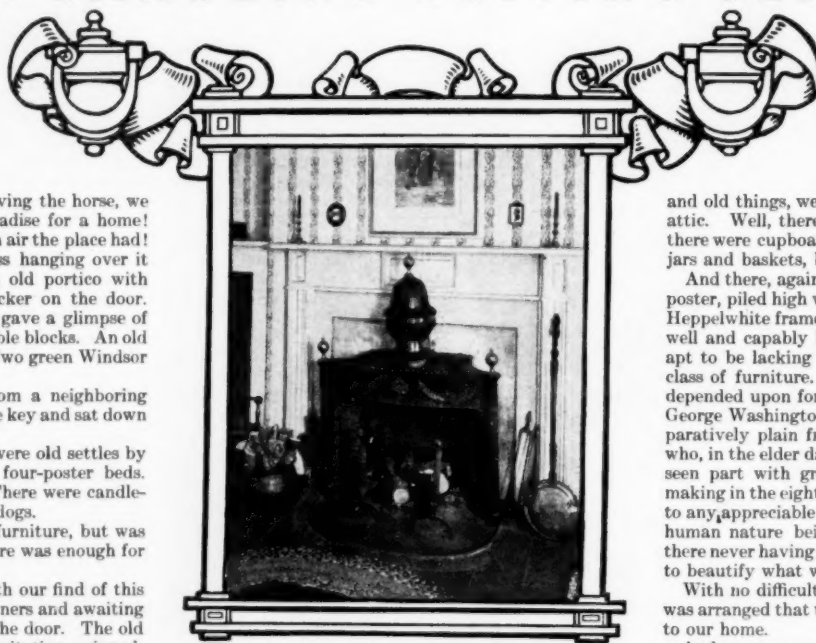 ving the horse, we
adise for a home!
air the place had!
ss hanging over it
old portico with
cker on the door.
gave a glimpse of
ble blocks. An old
wo green Windsor
om a neighboring
e key and sat down
were old settles by
four-poster beds.
There were candle-
dogs.
furniture, but was
re was enough for
th our find of this
ners and awaiting
he door. The old
and old things, we
attic. Well, there
there were cupboa
jars and baskets,
And there, again
poster, piled high
Heppelwhite frame
well and capably
apt to be lacking
class of furniture.
depended upon for
George Washingto
paratively plain fr
who, in the elder da
seen part with gr
making in the eight
to any appreciable
human nature bei
there never having
to beautify what w
With no difficult
was arranged that
to our home.